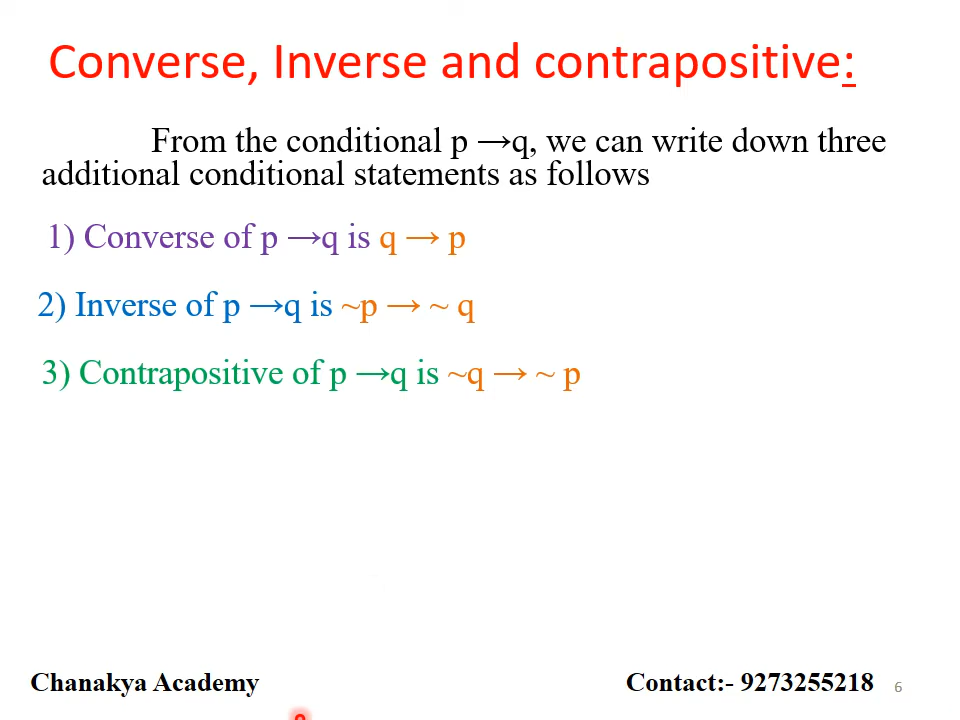 Converse, Inverse and contrapositive:
From the conditional p →q, we can write down three
additional conditional statements as follows
1) Converse of p →q is q → p
2) Inverse of p →q is ~p → ~ q
3) Contrapositive of p →q is ~q → ~ p
Chanakya Academy Contact:- 9273255218 6